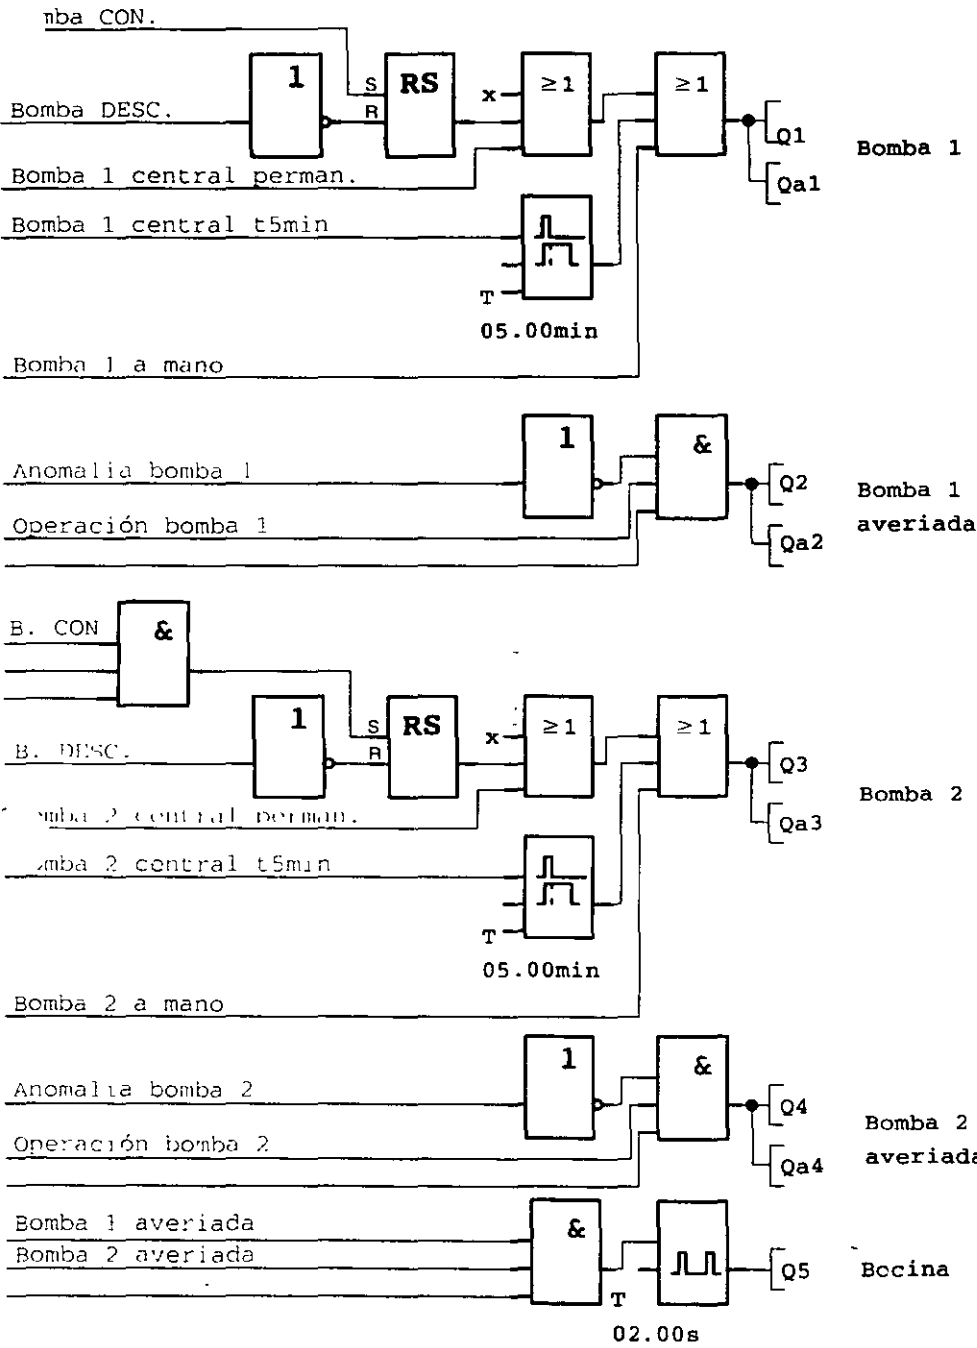 mba CON.
1
RS
≥1
≥1
S
x
R
Bomba DESC.
Q1
Bomba 1
Bomba 1 central perman.
Qa1
Bomba 1 central t5min
T
05.00min
Bomba 1 a mano
1
&
Anomalia bomba 1
Q2
Bomba 1
averiada
Operación bomba 1
Qa2
B. CON
&
1
RS
≥1
≥1
S
x
R
B. DESC.
Q3
Bomba 2
omba 2 central perman.
Qa3
mba 2 central t5min
T
05.00min
Bomba 2 a mano
1
&
Anomalia bomba 2
Q4
Bomba 2
averiada
Operación bomba 2
Qa4
Bomba 1 averiada
&
Bomba 2 averiada
Q5
Bocina
T
02.00s